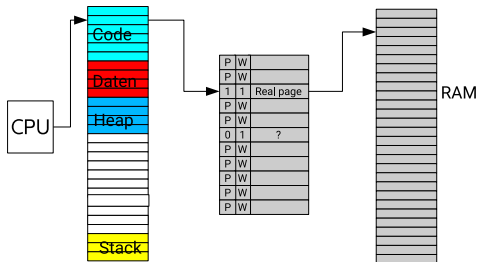 CPU
Code
Daten
Heap
Stack
P W
P W
1 1 Real page
P W
P W
0 1 ?
P W
P W
P W
P W
P W
RAM